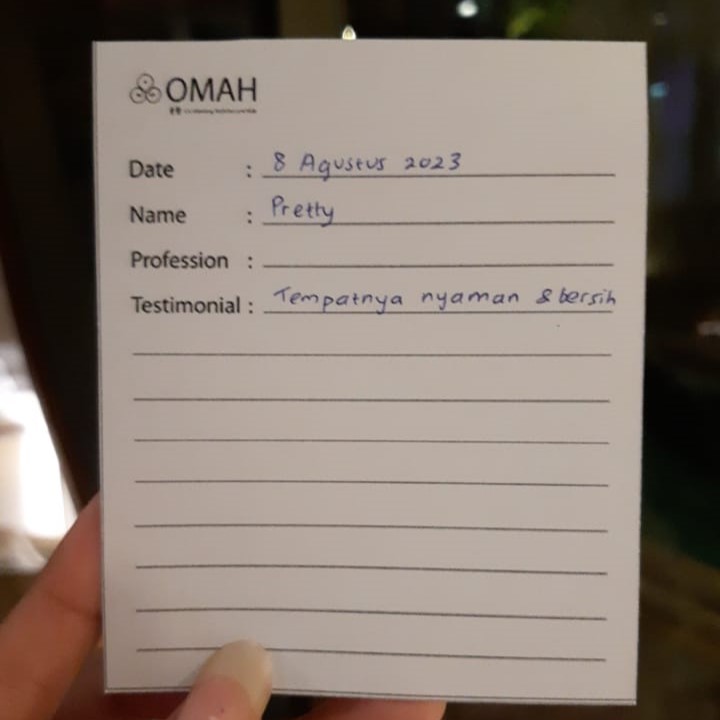 OMAH
Date : 8 Agustus 2023
Name : Pretty
Profession :
Testimonial : Tempatnya nyaman & bersih